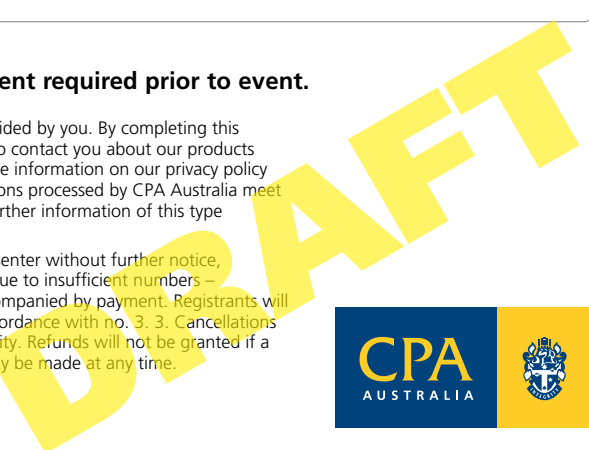 ent required prior to event.
ided by you. By completing this
o contact you about our products
e information on our privacy policy
ons processed by CPA Australia meet
rther information of this type
senter without further notice,
ue to insufficient numbers –
ompanied by payment. Registrants will
ordance with no. 3. 3. Cancellations
ity. Refunds will not be granted if a
y be made at any time.
DRAFT
CPA
AUSTRALIA
INTEGRITY